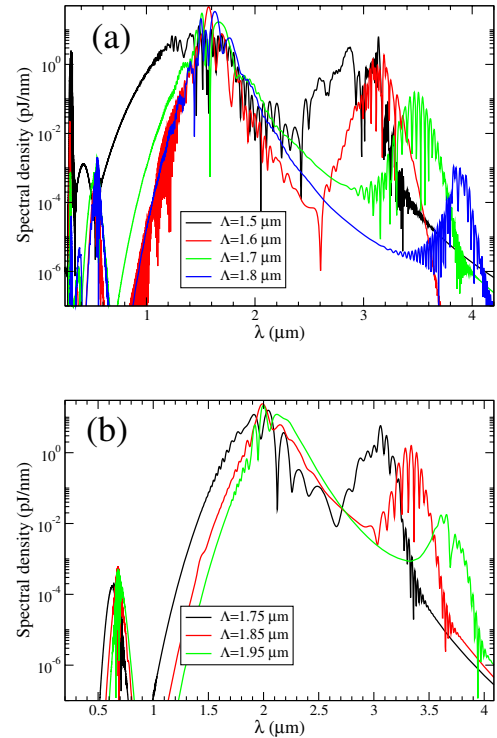 (a)
Spectral density (pJ/nm)
10^0
10^-2
10^-4
10^-6
Λ=1.5 μm
Λ=1.6 μm
Λ=1.7 μm
Λ=1.8 μm
1 2 3 4
λ (μm)
(b)
Spectral density (pJ/nm)
10^0
10^-2
10^-4
10^-6
Λ=1.75 μm
Λ=1.85 μm
Λ=1.95 μm
0.5 1 1.5 2 2.5 3 3.5 4
λ (μm)